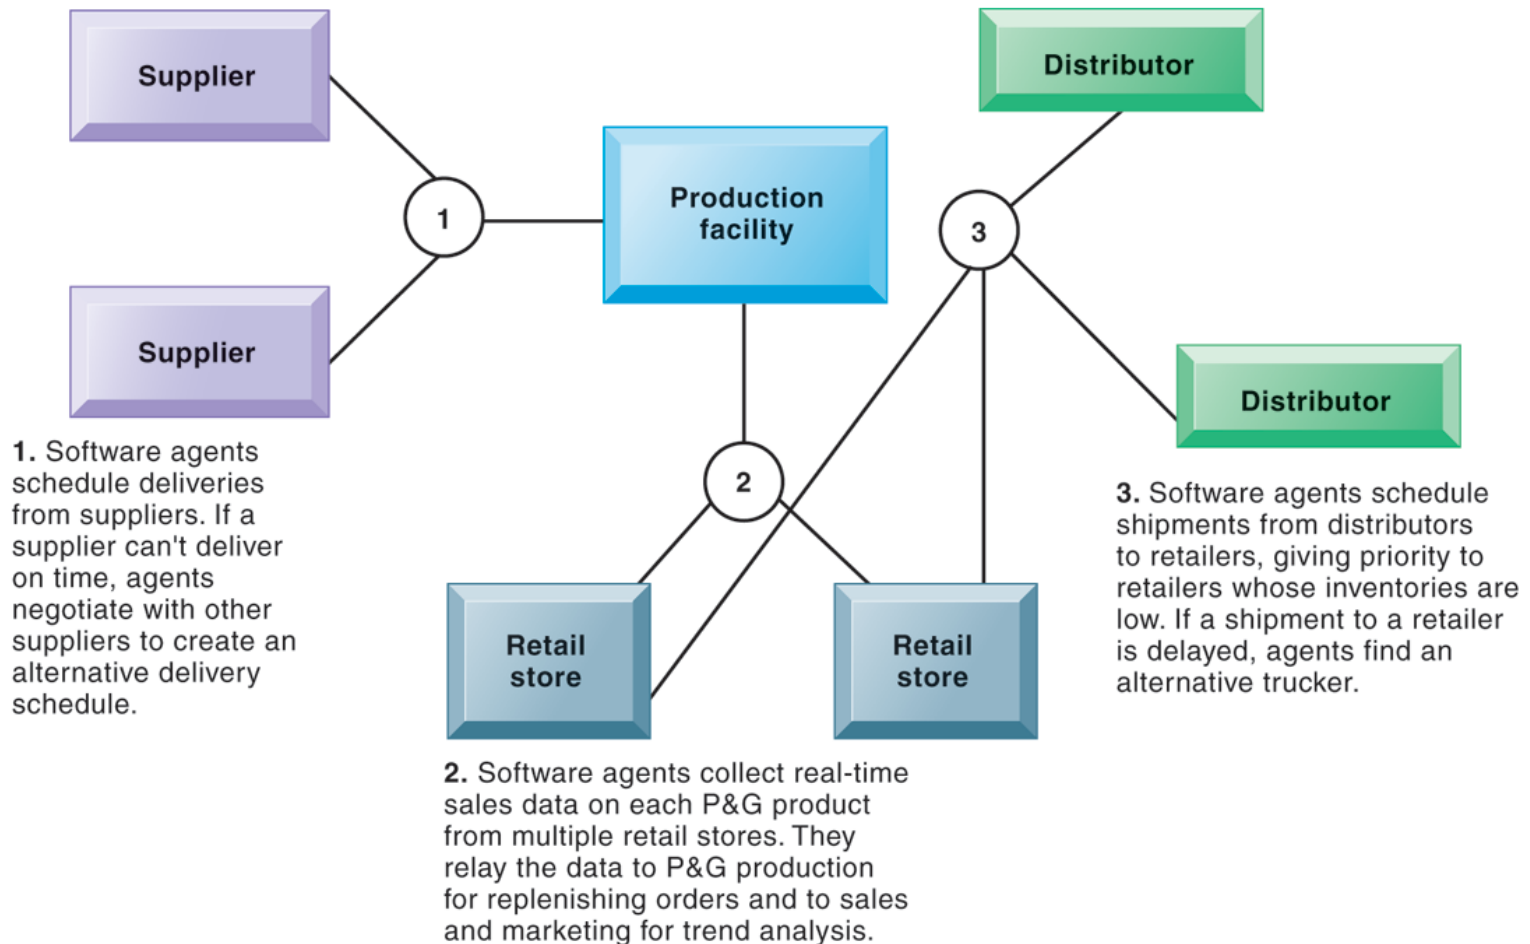 Supplier
Distributor
Production
facility
1
3
Supplier
Distributor
1. Software agents
schedule deliveries
from suppliers. If a
supplier can't deliver
on time, agents
negotiate with other
suppliers to create an
alternative delivery
schedule.
2
3. Software agents schedule
shipments from distributors
to retailers, giving priority to
retailers whose inventories are
low. If a shipment to a retailer
is delayed, agents find an
alternative trucker.
Retail
store
Retail
store
2. Software agents collect real-time
sales data on each P&G product
from multiple retail stores. They
relay the data to P&G production
for replenishing orders and to sales
and marketing for trend analysis.